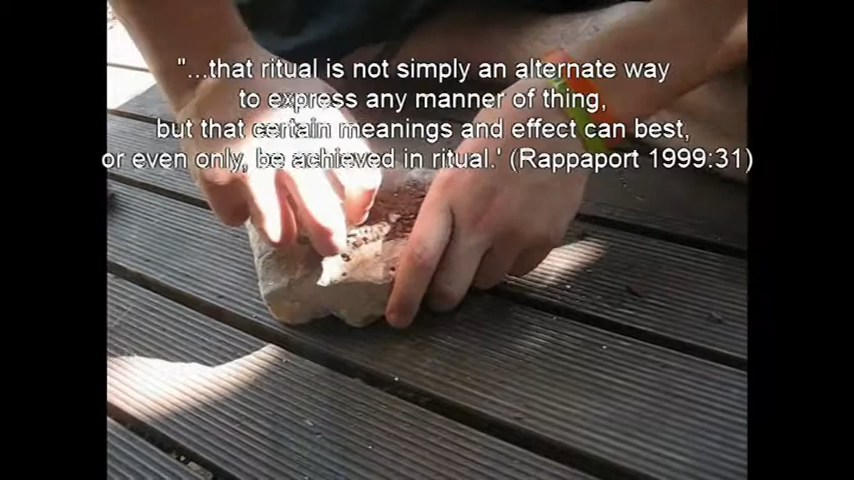 "...that ritual is not simply an alternate way
to express any manner of thing,
but that certain meanings and effect can best,
or even only, be achieved in ritual.' (Rappaport 1999:31)